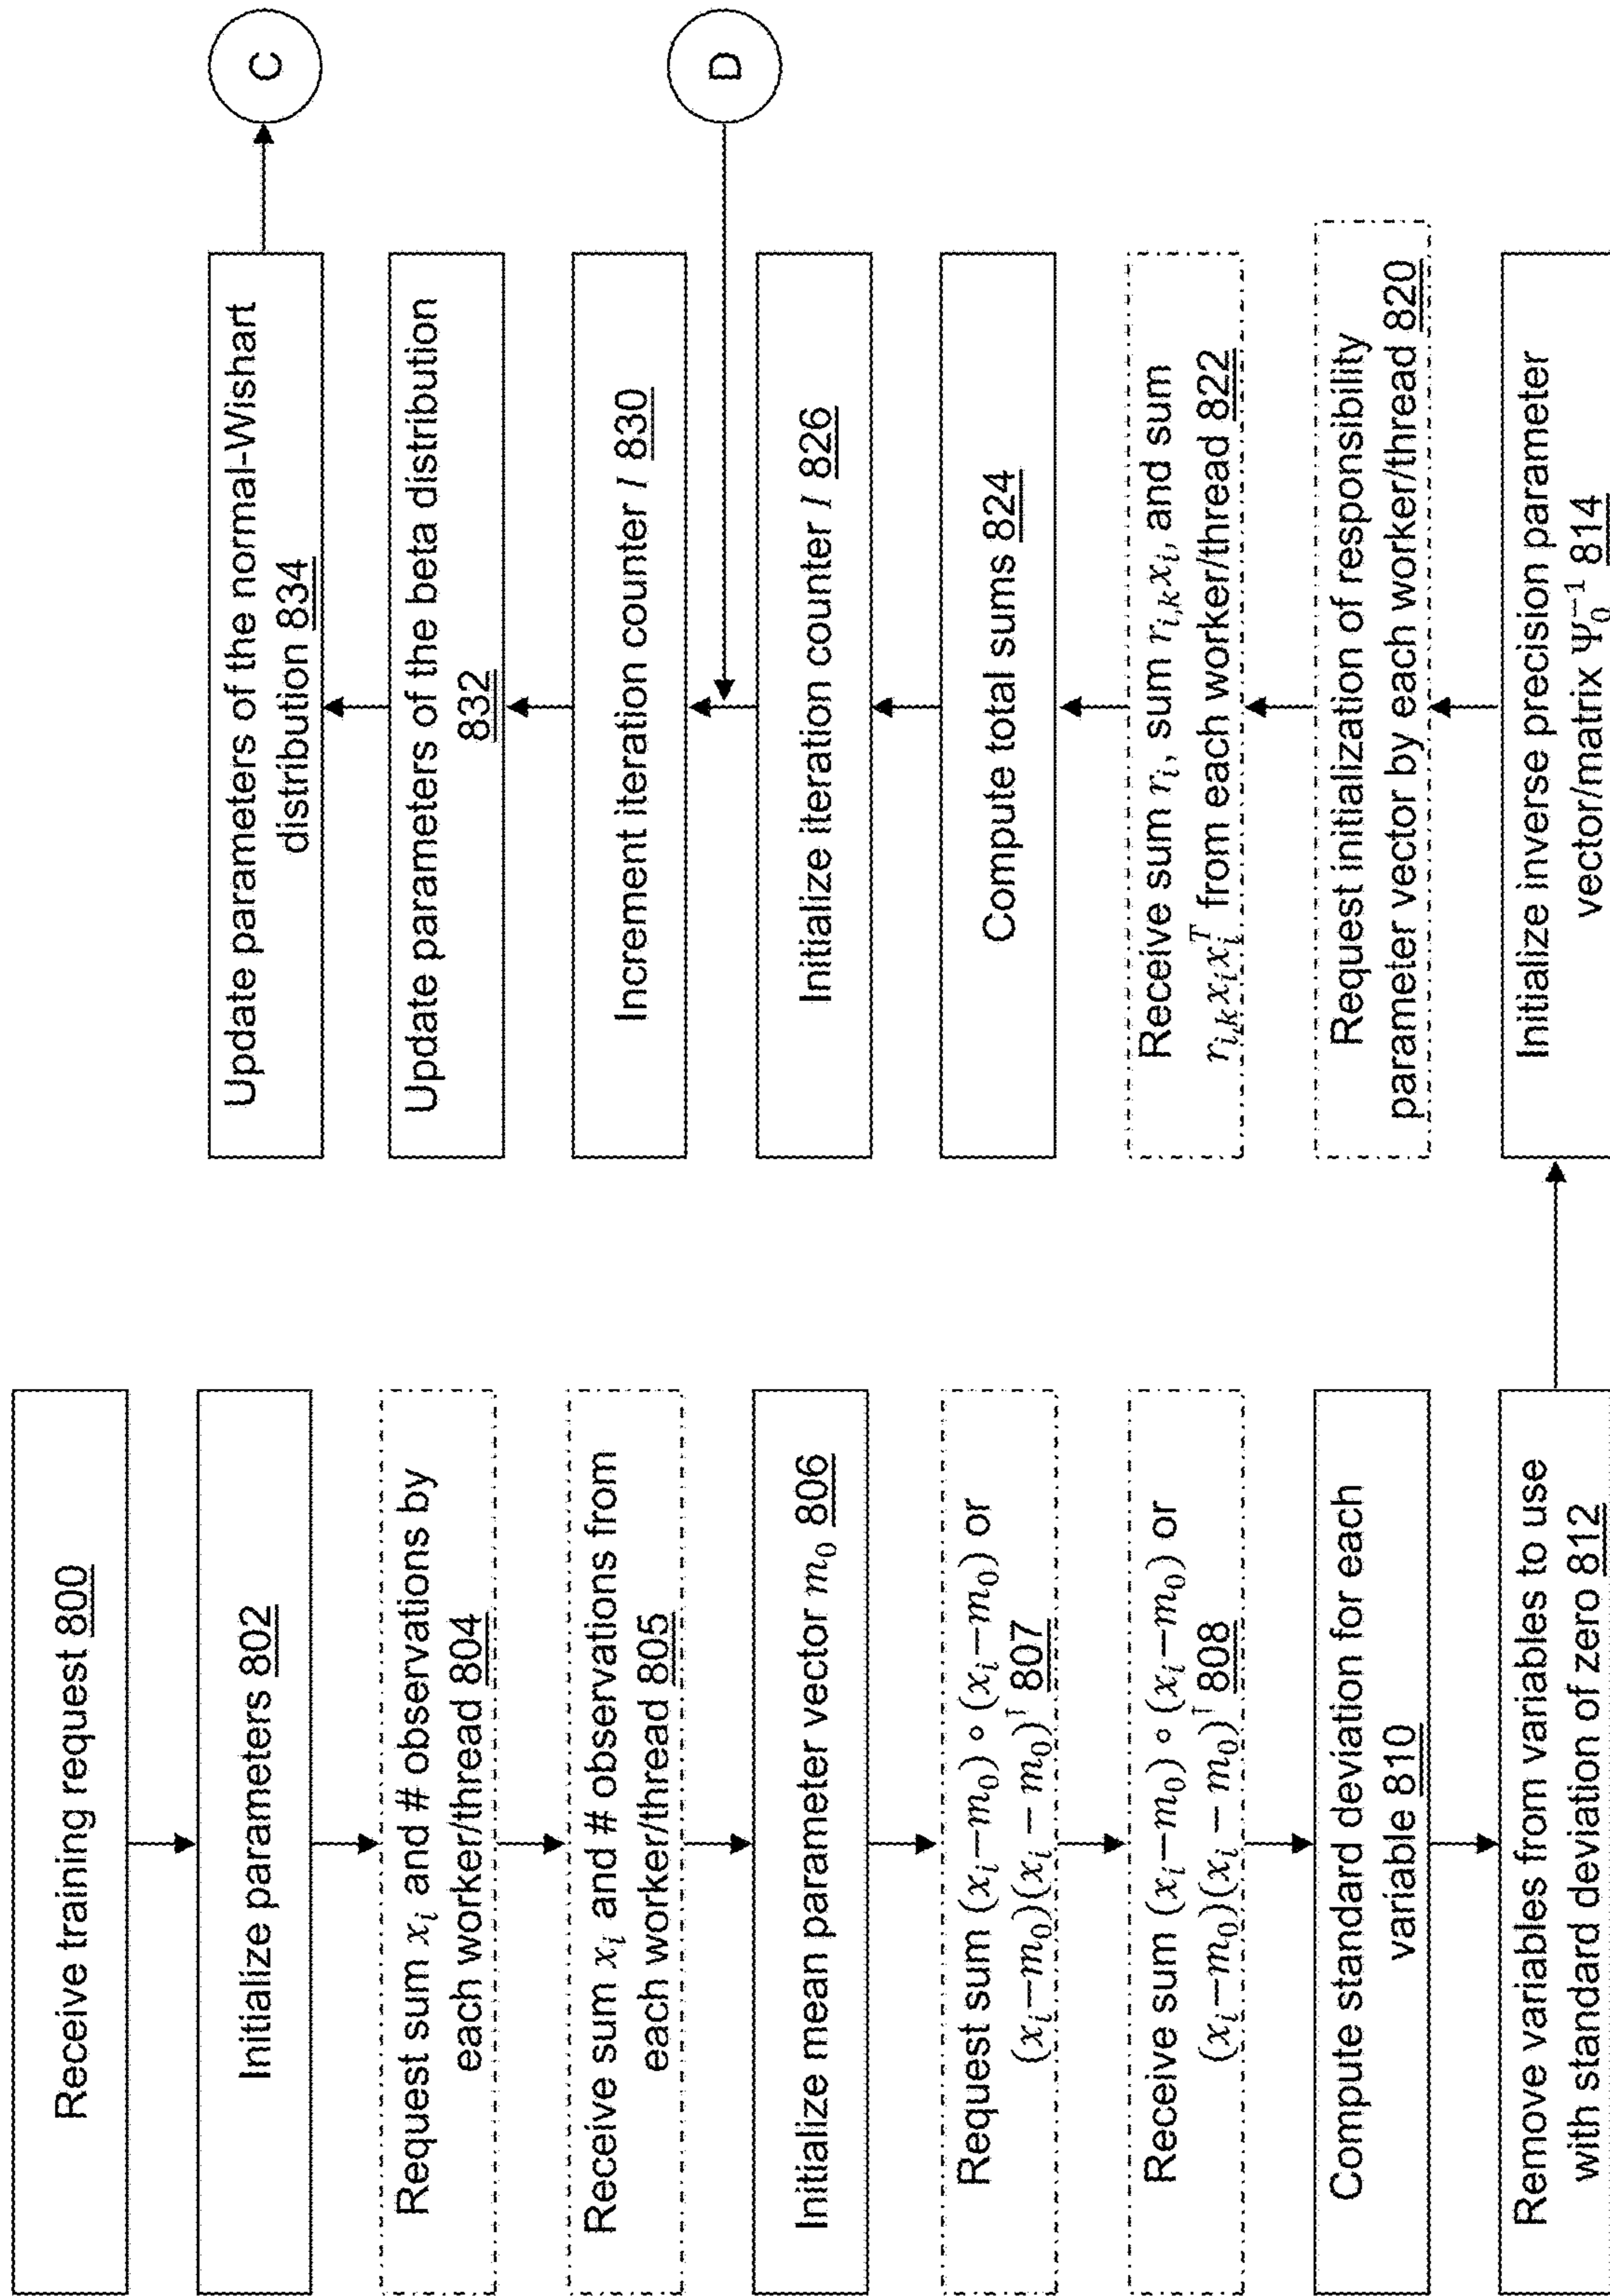 Receive training request 800
Initialize parameters 802
Request sum x_i and # observations by
each worker/thread 804
Receive sum x_i and # observations from
each worker/thread 805
Initialize mean parameter vector m_0 806
Request sum (x_i−m_0) ∘ (x_i−m_0) or
(x_i−m_0)(x_i − m_0)^T 807
Receive sum (x_i−m_0) ∘ (x_i−m_0) or
(x_i−m_0)(x_i − m_0)^T 808
Compute standard deviation for each
variable 810
Remove variables from variables to use
with standard deviation of zero 812
Initialize inverse precision parameter
vector/matrix Ψ_0^{−1} 814
Request initialization of responsibility
parameter vector by each worker/thread 820
Receive sum r_i, sum r_{i,k}x_i, and sum
r_{i,k}x_i x_i^T from each worker/thread 822
Compute total sums 824
Initialize iteration counter I 826
Increment iteration counter I 830
Update parameters of the beta distribution
832
Update parameters of the normal-Wishart
distribution 834
C
D